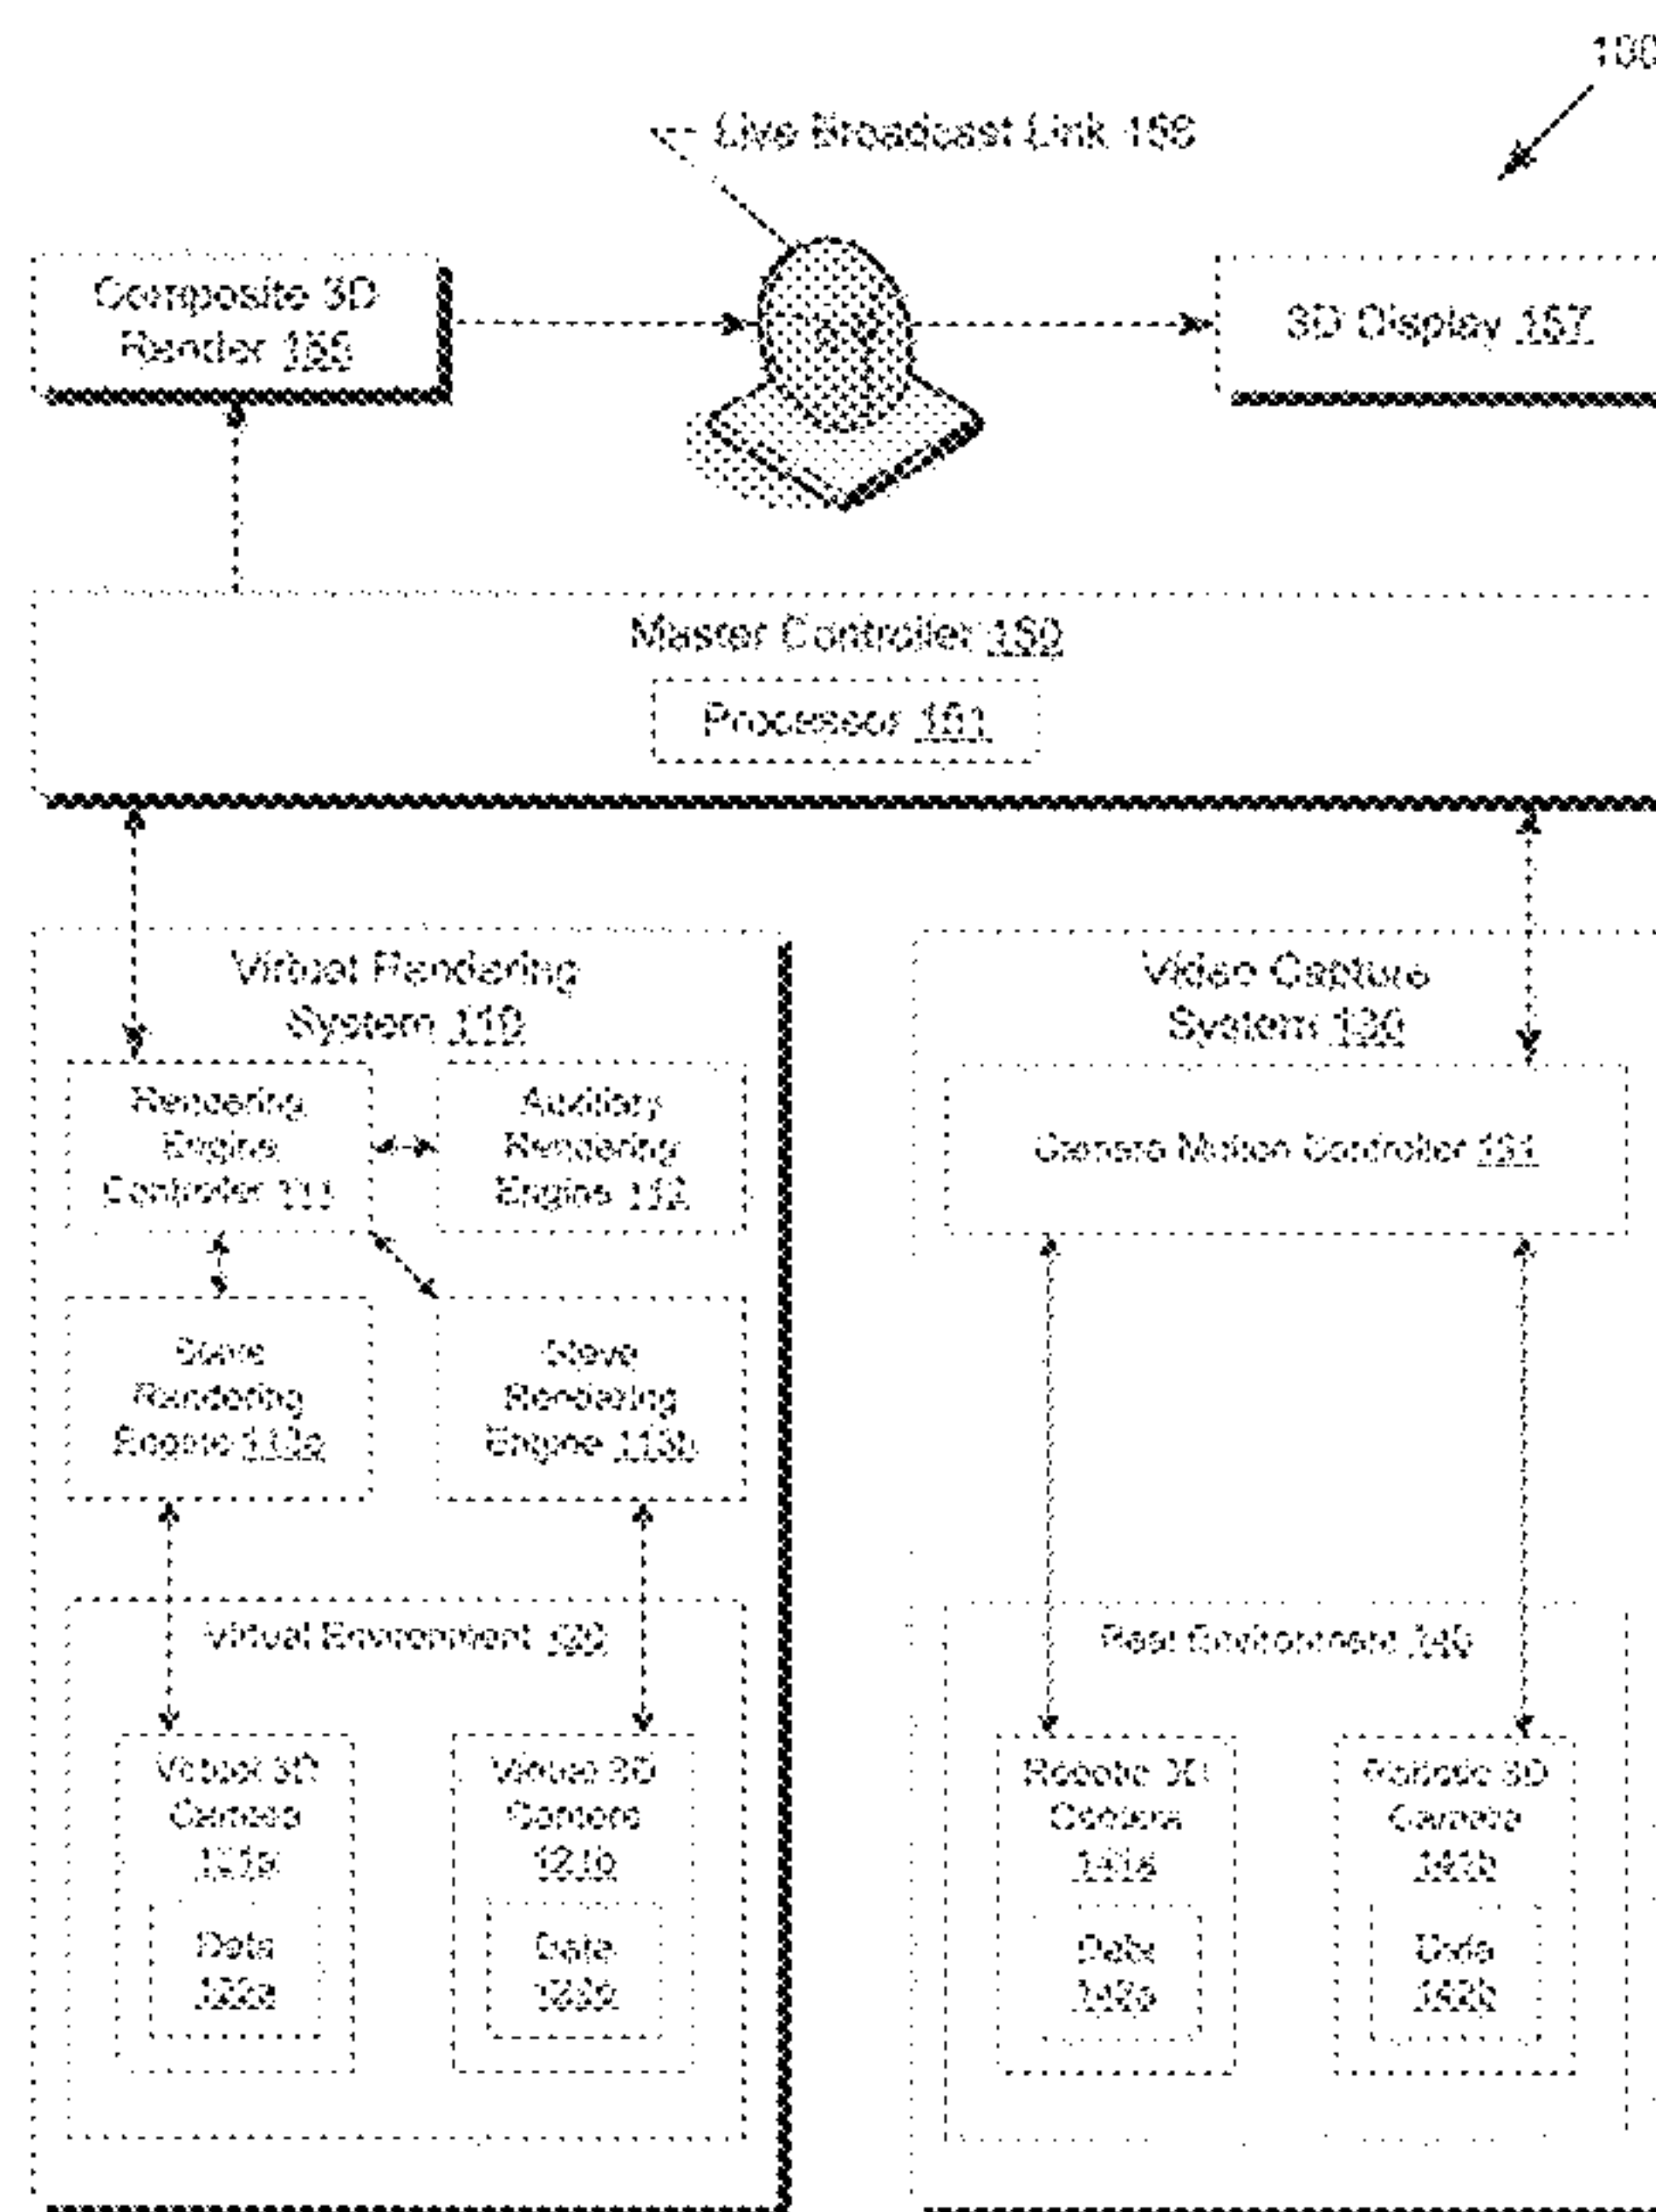 100
Live Broadcast Link 156
Composite 3D
Render 155
3D Display 157
Master Controller 150
Processor 151
Virtual Rendering
System 110
Video Capture
System 130
Rendering
Engine
Controller 111
Auxiliary
Rendering
Engine 112
Camera Motion Controller 131
Slave
Rendering
Engine 113a
Slave
Rendering
Engine 113b
Virtual Environment 120
Real Environment 140
Virtual 3D
Camera
121a
Virtual 3D
Camera
121b
Robotic 3D
Camera
141a
Robotic 3D
Camera
141b
Data
122a
Data
122b
Data
142a
Data
142b